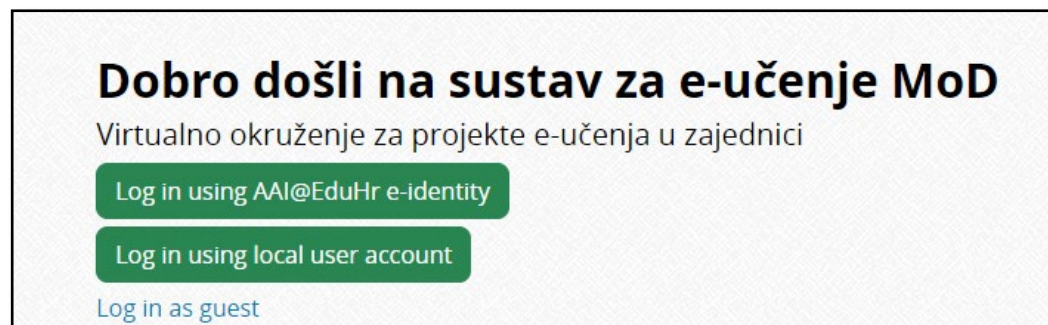 Dobro došli na sustav za e-učenje MoD
Virtualno okruženje za projekte e-učenja u zajednici
Log in using AAI@EduHr e-identity
Log in using local user account
Log in as guest